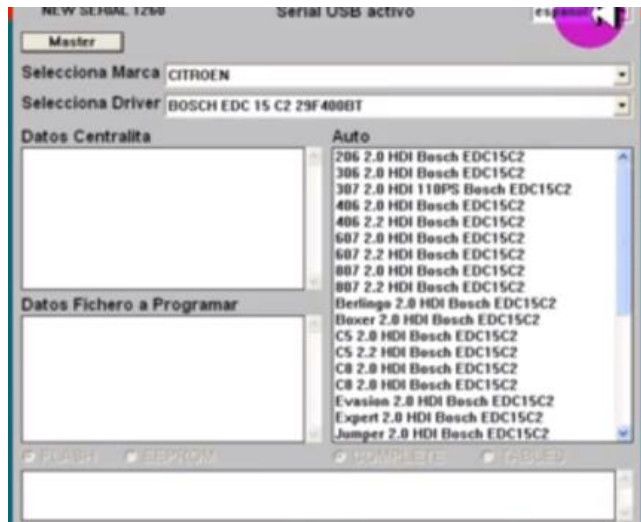 NEW SERIAL 1260
Serial USB activo
español
Master
Selecciona Marca CITROEN
Selecciona Driver BOSCH EDC 15 C2 29F400BT
Datos Centralita
Auto
206 2.0 HDI Bosch EDC15C2
306 2.0 HDI Bosch EDC15C2
307 2.0 HDI 110PS Bosch EDC15C2
406 2.0 HDI Bosch EDC15C2
406 2.2 HDI Bosch EDC15C2
607 2.0 HDI Bosch EDC15C2
607 2.2 HDI Bosch EDC15C2
807 2.0 HDI Bosch EDC15C2
807 2.2 HDI Bosch EDC15C2
Berlingo 2.0 HDI Bosch EDC15C2
Boxer 2.0 HDI Bosch EDC15C2
C5 2.0 HDI Bosch EDC15C2
C5 2.2 HDI Bosch EDC15C2
C8 2.0 HDI Bosch EDC15C2
C8 2.0 HDI Bosch EDC15C2
Evasion 2.0 HDI Bosch EDC15C2
Expert 2.0 HDI Bosch EDC15C2
Jumper 2.0 HDI Bosch EDC15C2
Datos Fichero a Programar
FLASH
EEPROM
COMPLETE
TABLED